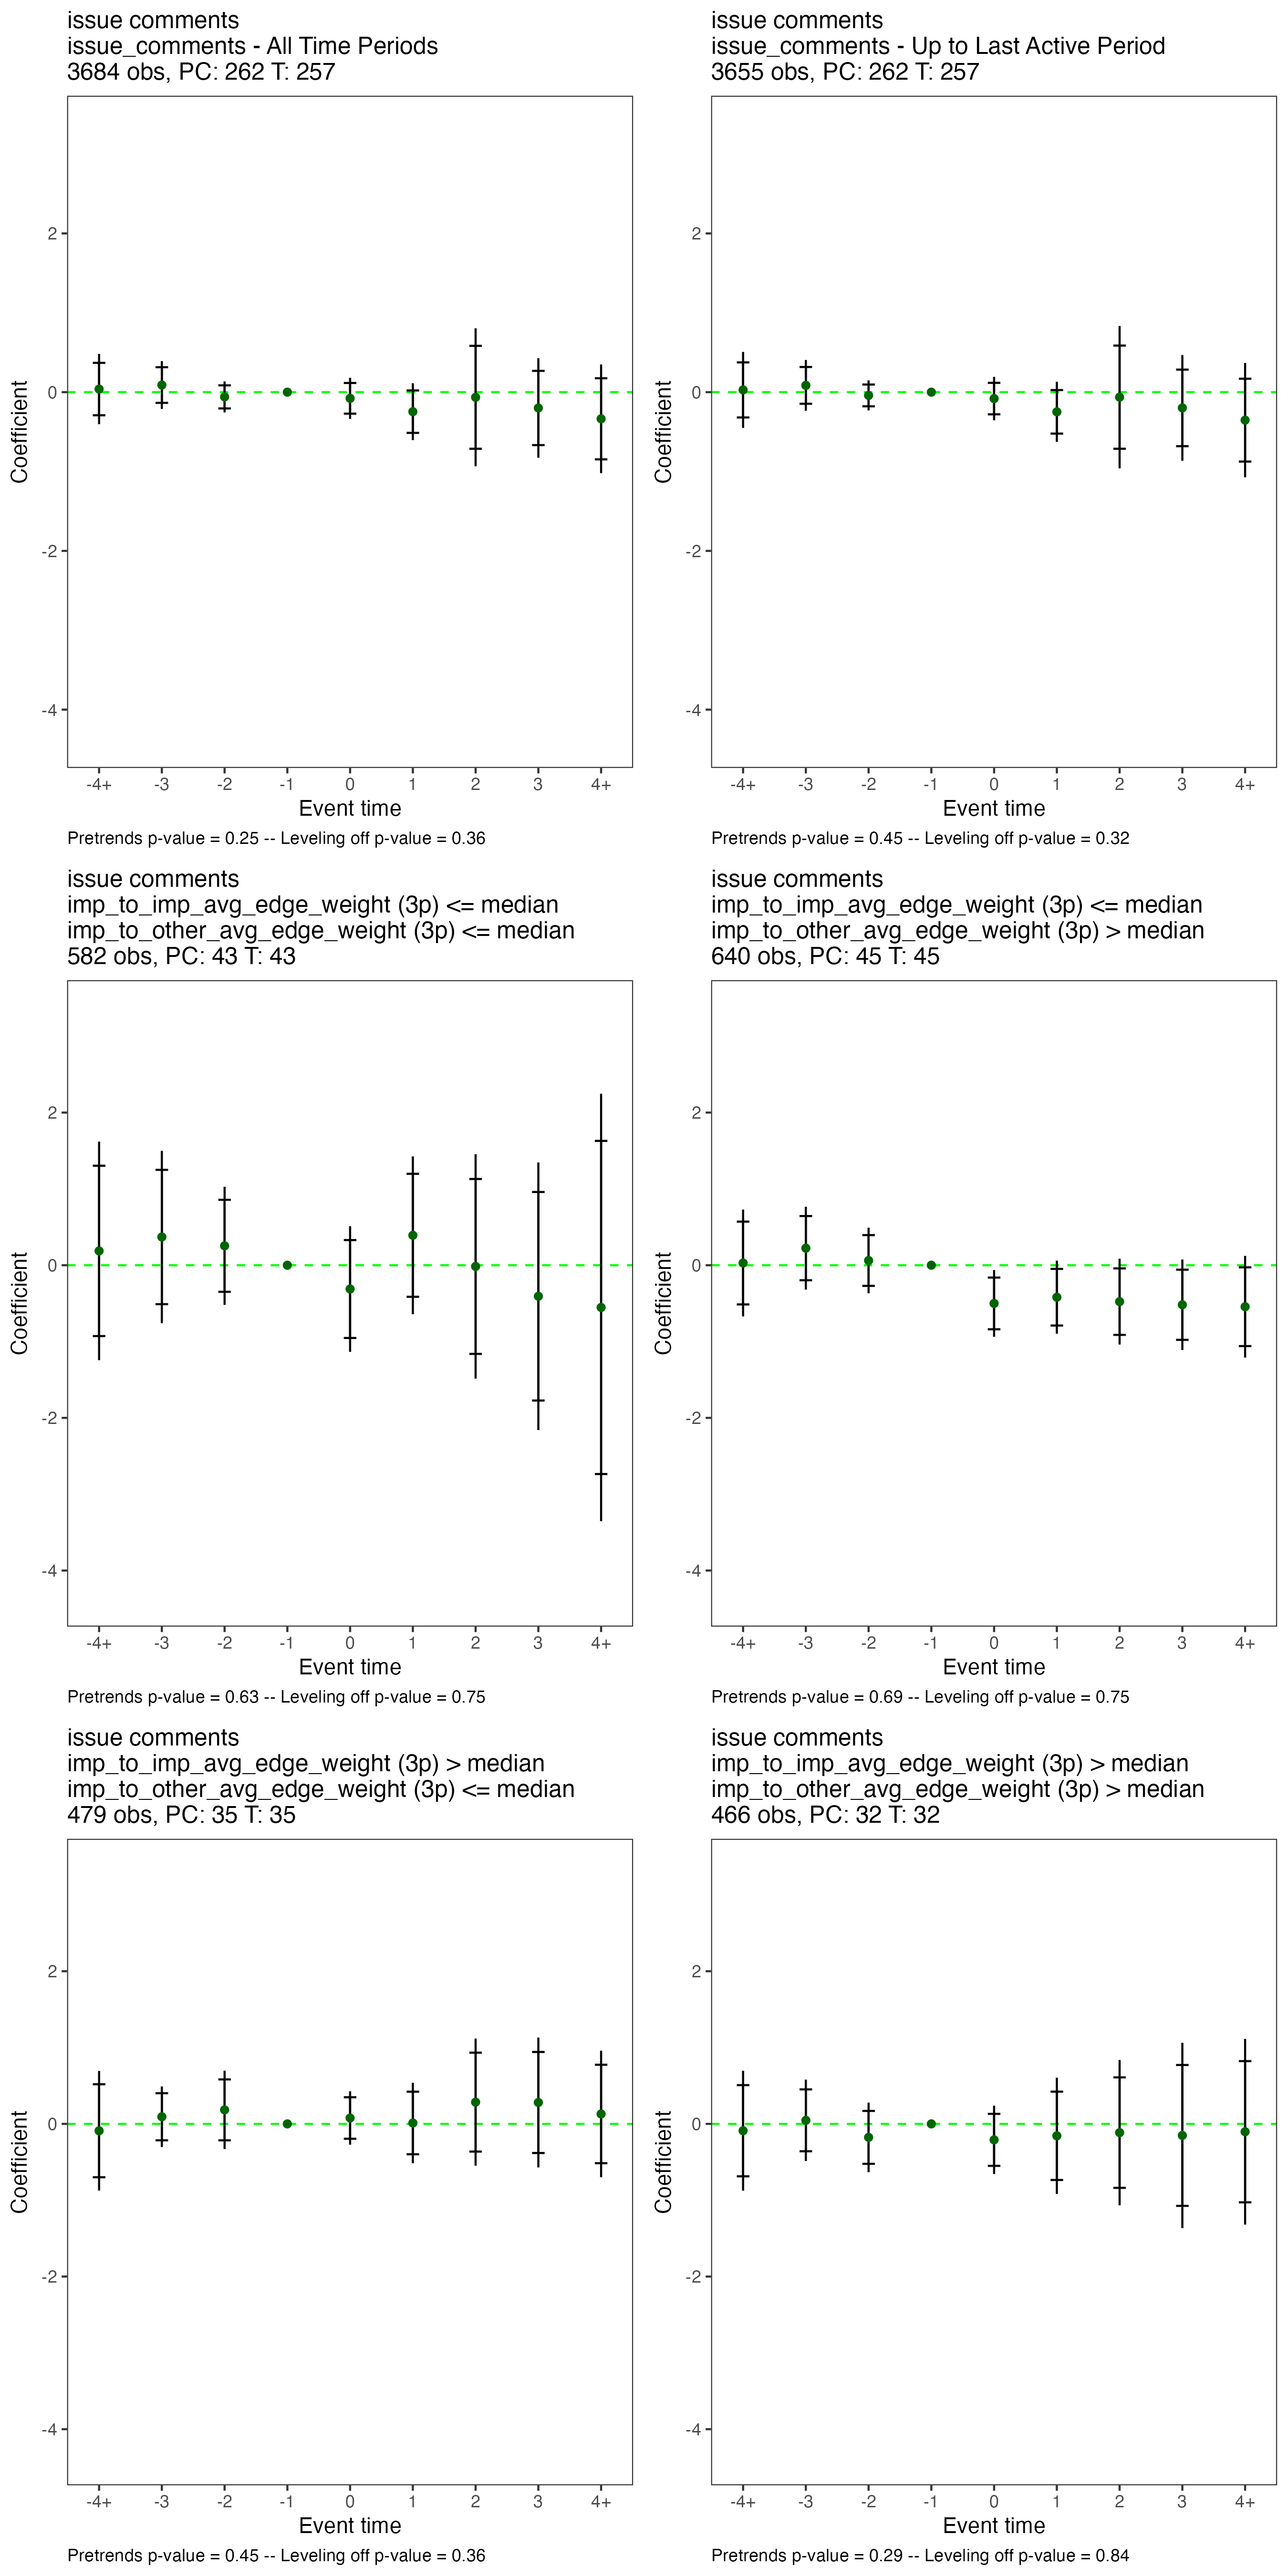 issue comments
issue_comments - All Time Periods
3684 obs, PC: 262 T: 257
2
0
-2
-4
Coefficient
-4+ -3 -2 -1 0 1 2 3 4+
Event time
Pretrends p-value = 0.25 -- Leveling off p-value = 0.36
issue comments
issue_comments - Up to Last Active Period
3655 obs, PC: 262 T: 257
2
0
-2
-4
Coefficient
-4+ -3 -2 -1 0 1 2 3 4+
Event time
Pretrends p-value = 0.45 -- Leveling off p-value = 0.32
issue comments
imp_to_imp_avg_edge_weight (3p) <= median
imp_to_other_avg_edge_weight (3p) <= median
582 obs, PC: 43 T: 43
2
0
-2
-4
Coefficient
-4+ -3 -2 -1 0 1 2 3 4+
Event time
Pretrends p-value = 0.63 -- Leveling off p-value = 0.75
issue comments
imp_to_imp_avg_edge_weight (3p) <= median
imp_to_other_avg_edge_weight (3p) > median
640 obs, PC: 45 T: 45
2
0
-2
-4
Coefficient
-4+ -3 -2 -1 0 1 2 3 4+
Event time
Pretrends p-value = 0.69 -- Leveling off p-value = 0.75
issue comments
imp_to_imp_avg_edge_weight (3p) > median
imp_to_other_avg_edge_weight (3p) <= median
479 obs, PC: 35 T: 35
2
0
-2
-4
Coefficient
-4+ -3 -2 -1 0 1 2 3 4+
Event time
Pretrends p-value = 0.45 -- Leveling off p-value = 0.36
issue comments
imp_to_imp_avg_edge_weight (3p) > median
imp_to_other_avg_edge_weight (3p) > median
466 obs, PC: 32 T: 32
2
0
-2
-4
Coefficient
-4+ -3 -2 -1 0 1 2 3 4+
Event time
Pretrends p-value = 0.29 -- Leveling off p-value = 0.84